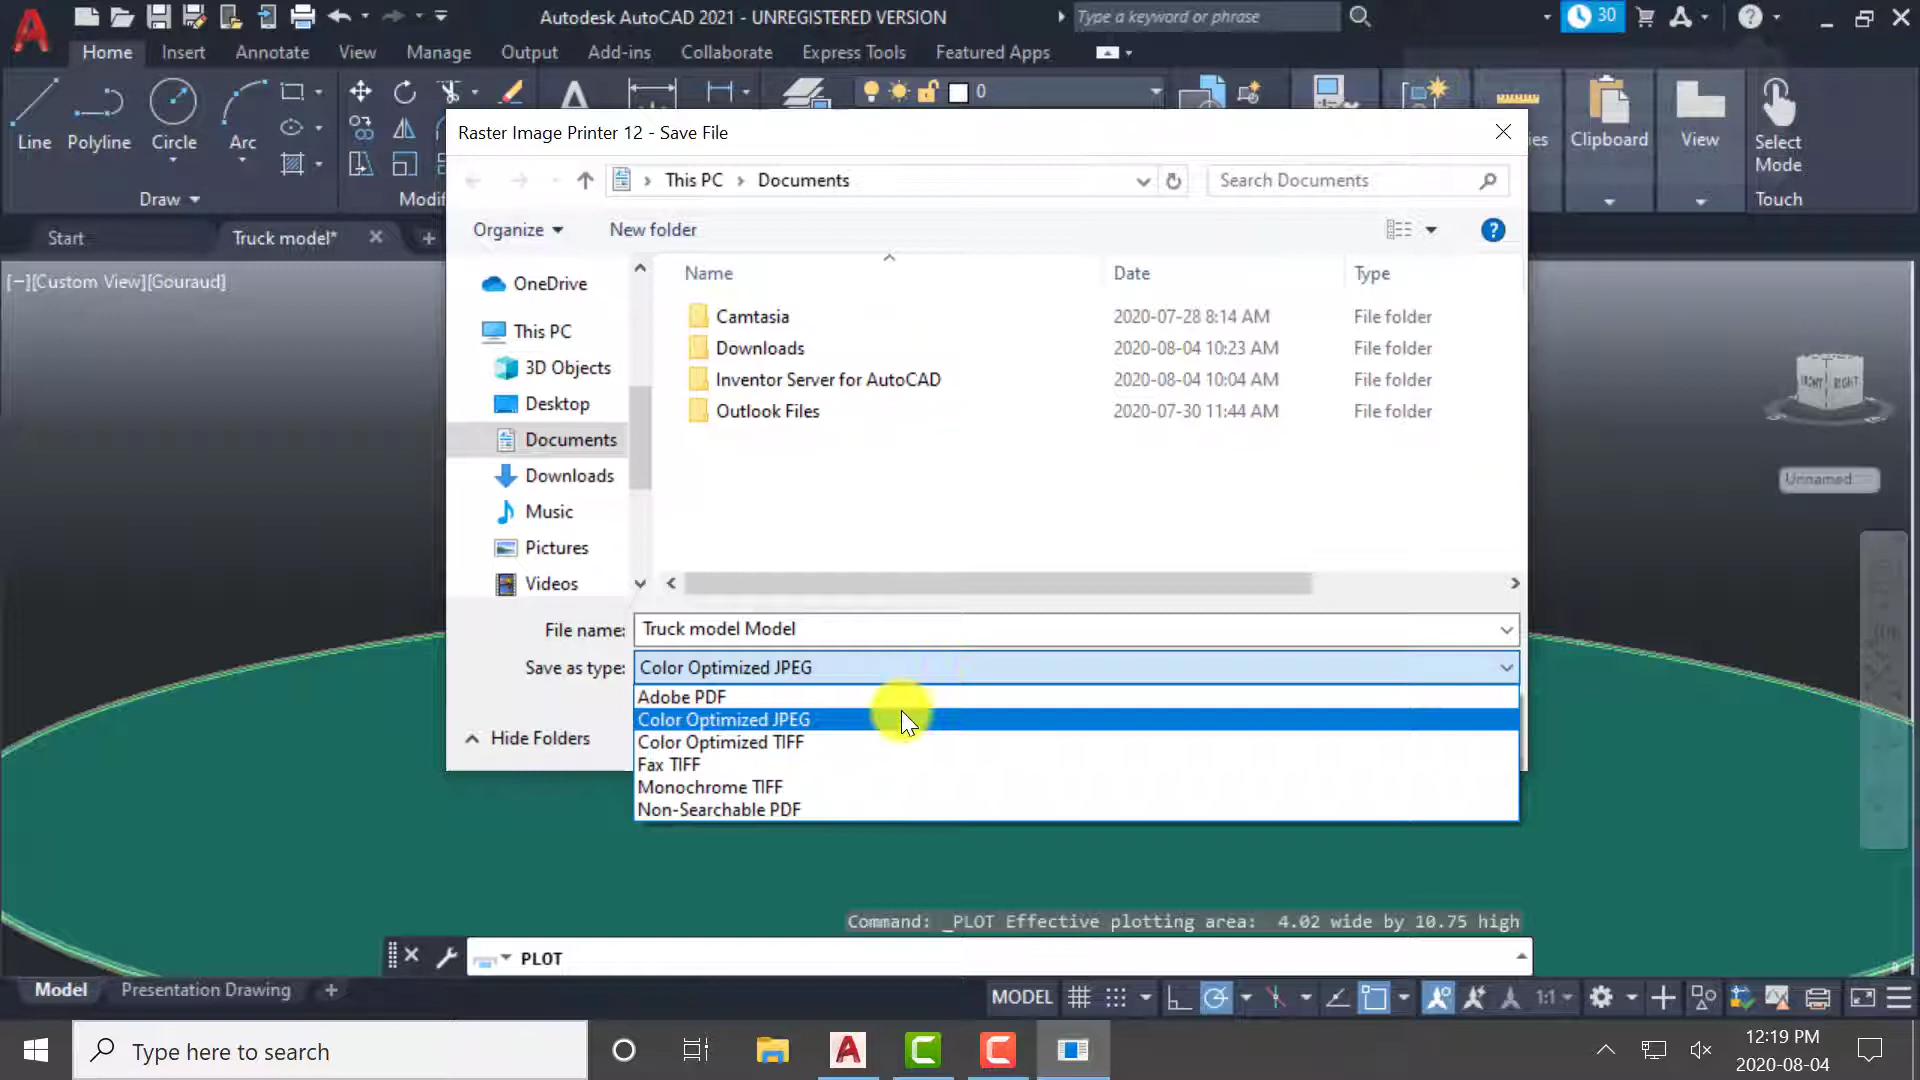 Autodesk AutoCAD 2021 - UNREGISTERED VERSION
Type a keyword or phrase
30
Home Insert Annotate View Manage Output Add-ins Collaborate Express Tools Featured Apps
0
Line Polyline Circle Arc
Clipboard View Select Mode
Draw
Touch
Raster Image Printer 12 - Save File
This PC Documents
Search Documents
Organize New folder
Start Truck model*
[−][Custom View][Gouraud]
Name Date Type
OneDrive
This PC
3D Objects
Desktop
Documents
Downloads
Music
Pictures
Videos
Camtasia 2020-07-28 8:14 AM File folder
Downloads 2020-08-04 10:23 AM File folder
Inventor Server for AutoCAD 2020-08-04 10:04 AM File folder
Outlook Files 2020-07-30 11:44 AM File folder
FRONT RIGHT
Unnamed
File name: Truck model Model
Save as type: Color Optimized JPEG
Adobe PDF
Color Optimized JPEG
Color Optimized TIFF
Fax TIFF
Monochrome TIFF
Non-Searchable PDF
Hide Folders
Command: _PLOT Effective plotting area: 4.02 wide by 10.75 high
PLOT
Model Presentation Drawing
MODEL 1:1
Type here to search
12:19 PM
2020-08-04